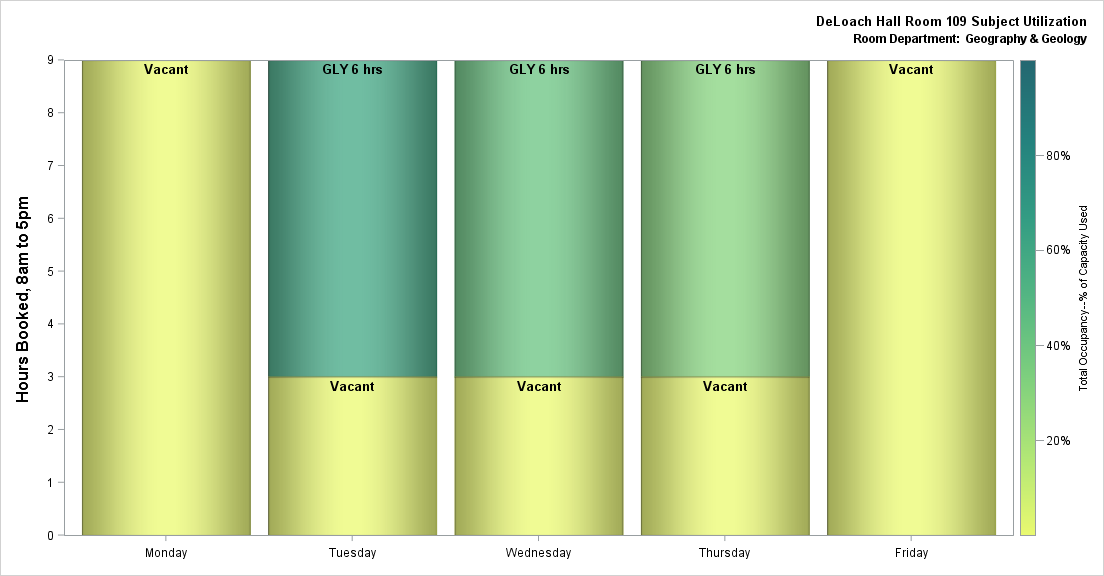 DeLoach Hall Room 109 Subject Utilization
Room Department: Geography & Geology
Hours Booked, 8am to 5pm
9
8
7
6
5
4
3
2
1
0
Vacant
GLY 6 hrs
GLY 6 hrs
GLY 6 hrs
Vacant
Vacant
Vacant
Vacant
Monday
Tuesday
Wednesday
Thursday
Friday
80%
60%
40%
20%
Total Occupancy--% of Capacity Used